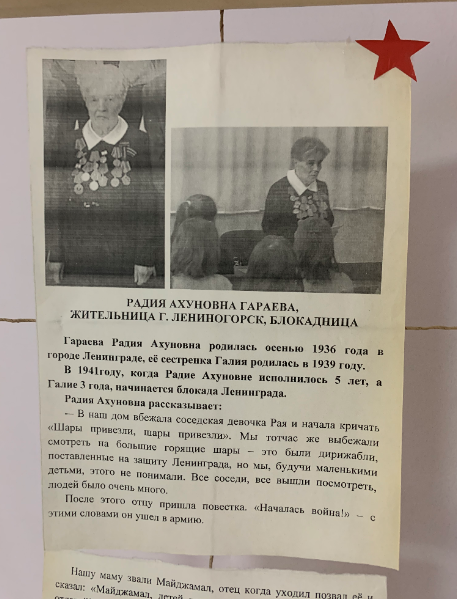 РАДИЯ АХУНОВНА ГАРАЕВА,
ЖИТЕЛЬНИЦА Г. ЛЕНИНОГОРСК, БЛОКАДНИЦА
Гараева Радия Ахуновна родилась осенью 1936 года в
городе Ленинграде, её сестренка Галия родилась в 1939 году.
В 1941году, когда Радие Ахуновне исполнилось 5 лет, а
Галие 3 года, начинается блокада Ленинграда.
Радия Ахуновна рассказывает:
– В наш дом вбежала соседская девочка Рая и начала кричать
«Шары привезли, шары привезли». Мы тотчас же выбежали
смотреть на большие горящие шары – это были дирижабли,
поставленные на защиту Ленинграда, но мы, будучи маленькими
детьми, этого не понимали. Все соседи, все вышли посмотреть,
людей было очень много.
После этого отцу пришла повестка. «Началась война!» – с
этими словами он ушел в армию.
Нашу маму звали Майджамал, отец когда уходил позвал её и
сказал: «Майджамал, детей